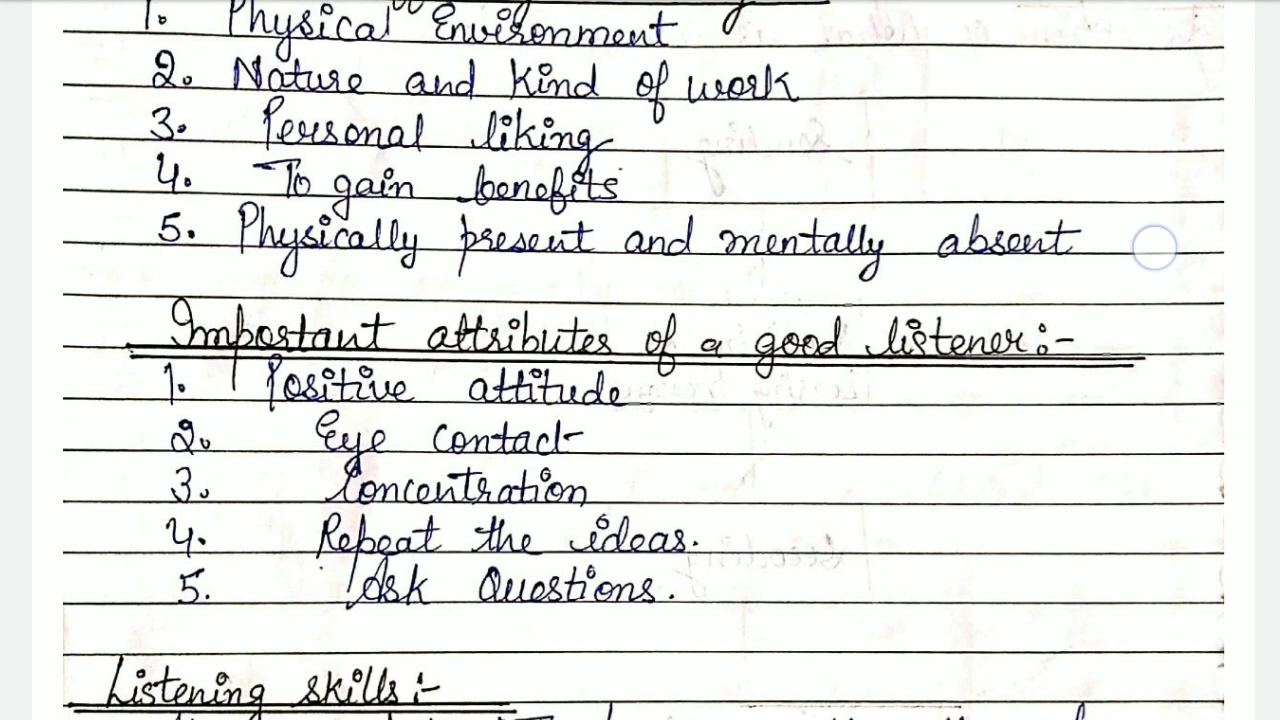 1. Physical Environment
2. Nature and kind of work
3. Personal liking
4. To gain benefits
5. Physically present and mentally absent
Important attributes of a good listener:-
1. Positive attitude
2. Eye contact
3. Concentration
4. Repeat the ideas.
5. Ask Questions.
Listening skills:-